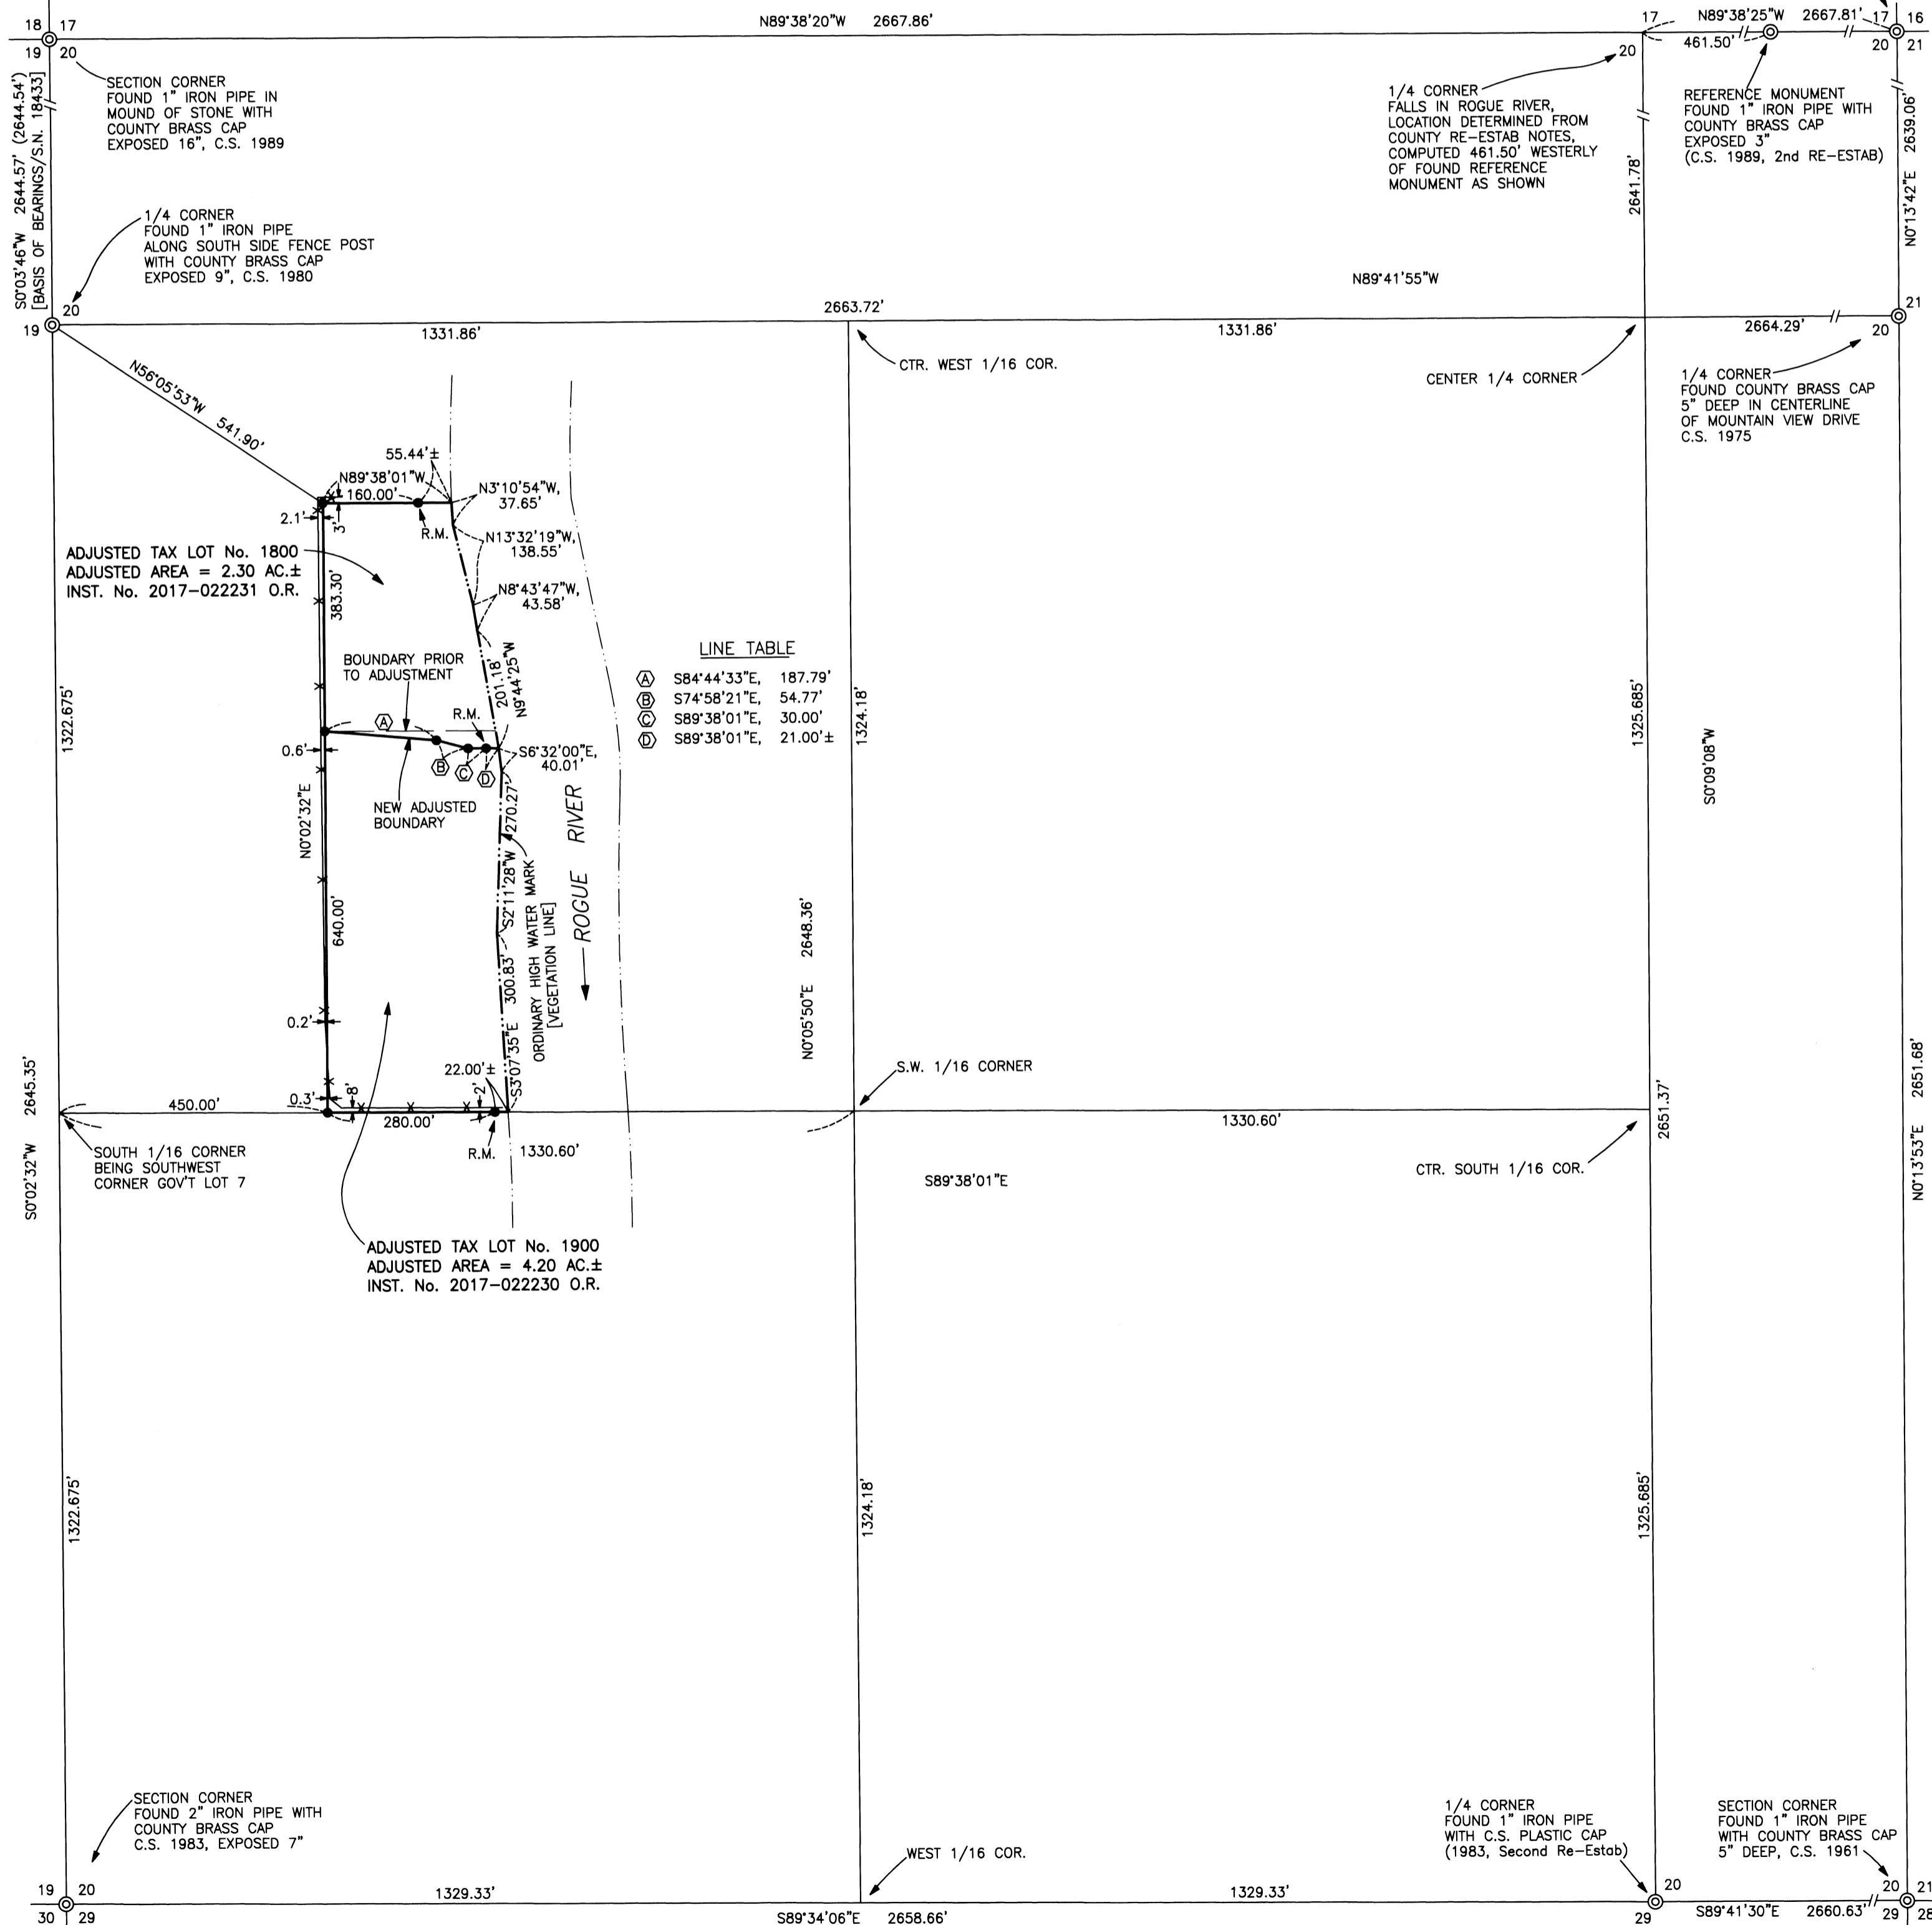 18 17
N89°38'20"W 2667.86'
17
N89°38'25"W 2667.81'
17 16
19 20
20
461.50'
20 21
SECTION CORNER
FOUND 1" IRON PIPE IN
MOUND OF STONE WITH
COUNTY BRASS CAP
EXPOSED 16", C.S. 1989
1/4 CORNER
FALLS IN ROGUE RIVER,
LOCATION DETERMINED FROM
COUNTY RE-ESTAB NOTES,
COMPUTED 461.50' WESTERLY
OF FOUND REFERENCE
MONUMENT AS SHOWN
REFERENCE MONUMENT
FOUND 1" IRON PIPE WITH
COUNTY BRASS CAP
EXPOSED 3"
(C.S. 1989, 2nd RE-ESTAB)
S0°03'46"W 2644.57' (2644.54')
[BASIS OF BEARINGS/S.N. 18433]
2641.78'
N0°13'42"E 2639.06'
1/4 CORNER
FOUND 1" IRON PIPE
ALONG SOUTH SIDE FENCE POST
WITH COUNTY BRASS CAP
EXPOSED 9", C.S. 1980
N89°41'55"W
20
19
2663.72'
21
20
1331.86'
1331.86'
2664.29'
CTR. WEST 1/16 COR.
CENTER 1/4 CORNER
1/4 CORNER
FOUND COUNTY BRASS CAP
5" DEEP IN CENTERLINE
OF MOUNTAIN VIEW DRIVE
C.S. 1975
N56°05'53"W 541.90'
55.44'±
N89°38'01"W
160.00'
N3°10'54"W,
37.65'
2.1'
3'
R.M.
N13°32'19"W,
138.55'
ADJUSTED TAX LOT No. 1800
ADJUSTED AREA = 2.30 AC.±
INST. No. 2017-022231 O.R.
383.30'
N8°43'47"W,
43.58'
BOUNDARY PRIOR
TO ADJUSTMENT
201.18'
N9°44'25"W
LINE TABLE
A S84°44'33"E, 187.79'
B S74°58'21"E, 54.77'
C S89°38'01"E, 30.00'
D S89°38'01"E, 21.00'±
1322.675'
1324.18'
1325.685'
S0°09'08"W
A
R.M.
0.6'
B
C
D
S6°32'00"E,
40.01'
NEW ADJUSTED
BOUNDARY
N0°02'32"E
640.00'
S2°11'28"W 270.27'
ORDINARY HIGH WATER MARK
[VEGETATION LINE]
ROGUE RIVER
N0°05'50"E 2648.36'
0.2'
S3°07'35"E 300.83'
S.W. 1/16 CORNER
22.00'±
0.3'
8'
2'
450.00'
280.00'
R.M.
1330.60'
1330.60'
S0°02'32"W 2645.35'
2651.37'
N0°13'53"E 2651.68'
SOUTH 1/16 CORNER
BEING SOUTHWEST
CORNER GOV'T LOT 7
S89°38'01"E
CTR. SOUTH 1/16 COR.
ADJUSTED TAX LOT No. 1900
ADJUSTED AREA = 4.20 AC.±
INST. No. 2017-022230 O.R.
1322.675'
1324.18'
1325.685'
SECTION CORNER
FOUND 2" IRON PIPE WITH
COUNTY BRASS CAP
C.S. 1983, EXPOSED 7"
WEST 1/16 COR.
1/4 CORNER
FOUND 1" IRON PIPE
WITH C.S. PLASTIC CAP
(1983, Second Re-Estab)
SECTION CORNER
FOUND 1" IRON PIPE
WITH COUNTY BRASS CAP
5" DEEP, C.S. 1961
19 20
1329.33'
1329.33'
20
20 21
30 29
S89°34'06"E 2658.66'
29
S89°41'30"E 2660.63'
29 28